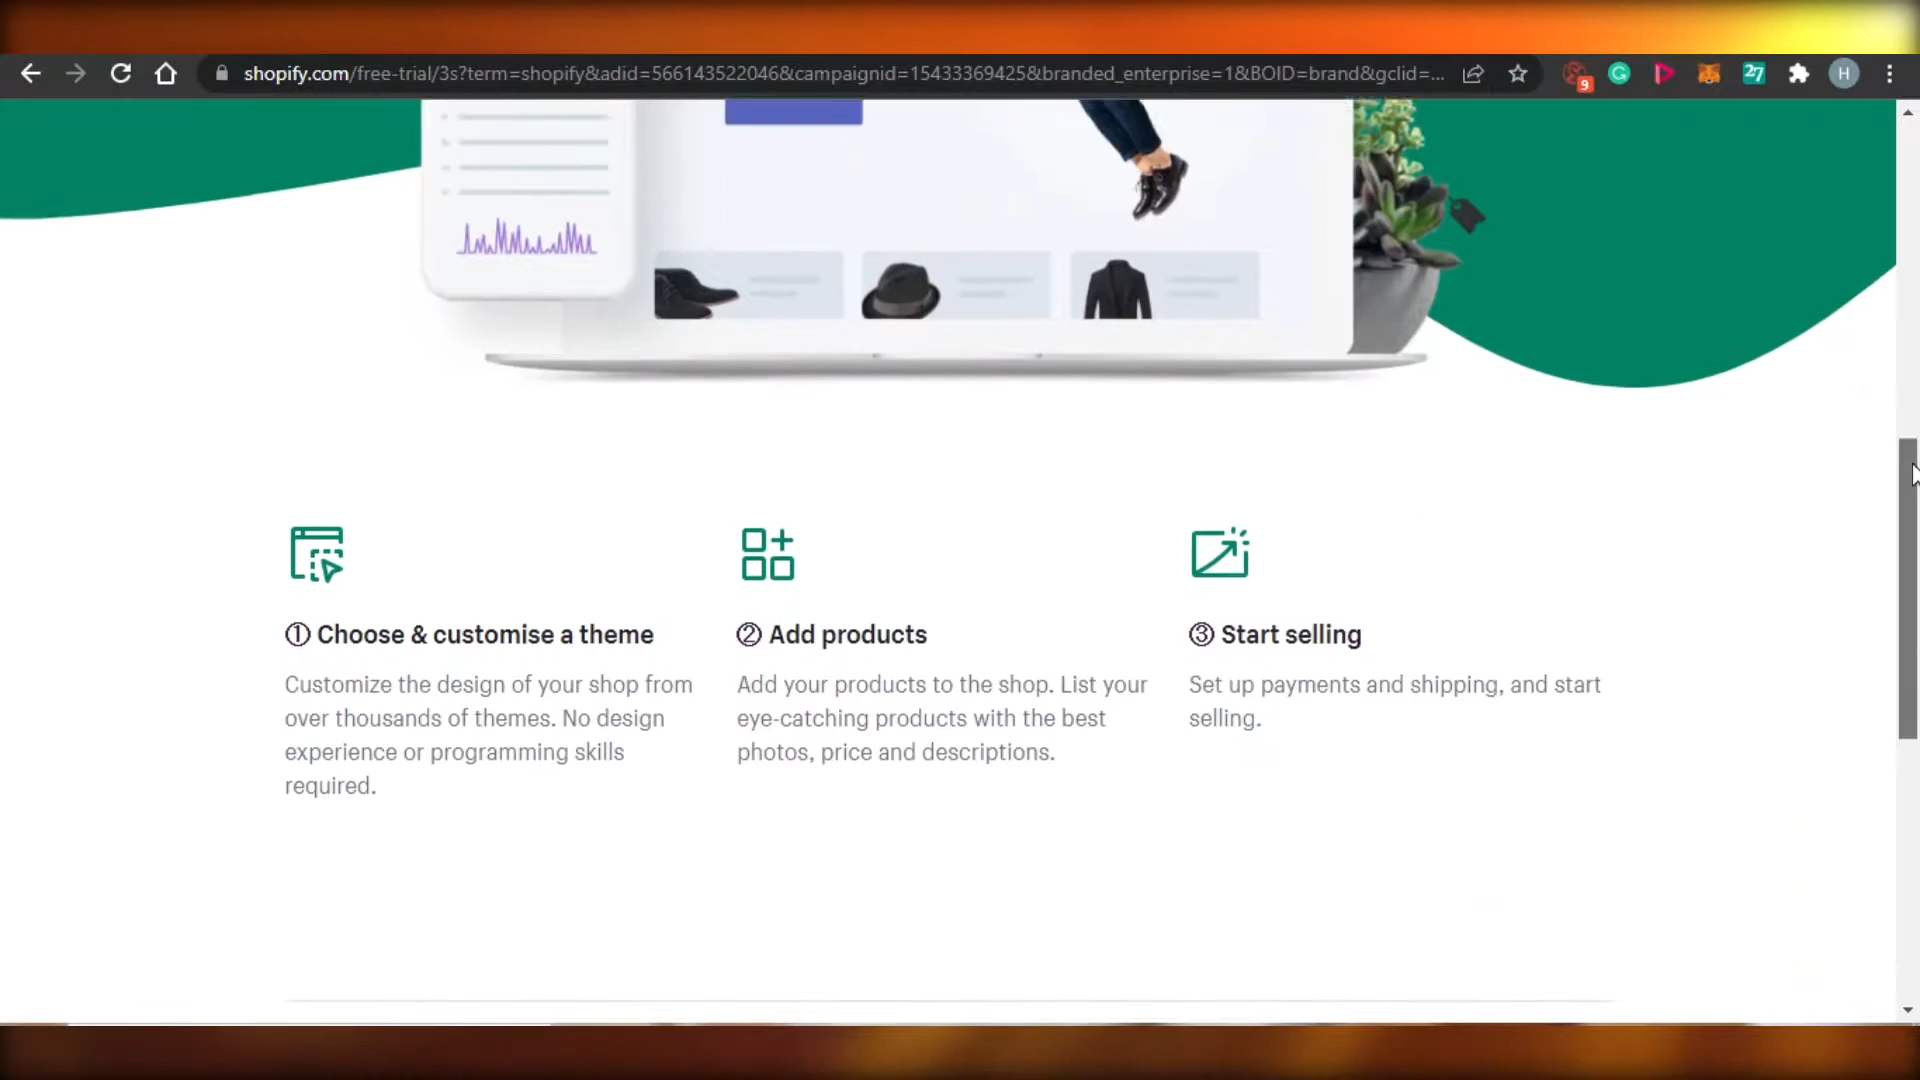 shopify.com/free-trial/3s?term=shopify&adid=566143522046&campaignid=15433369425&branded_enterprise=1&BOID=brand&gclid=...
9
27
H
① Choose & customise a theme
Customize the design of your shop from
over thousands of themes. No design
experience or programming skills
required.
② Add products
Add your products to the shop. List your
eye-catching products with the best
photos, price and descriptions.
③ Start selling
Set up payments and shipping, and start
selling.